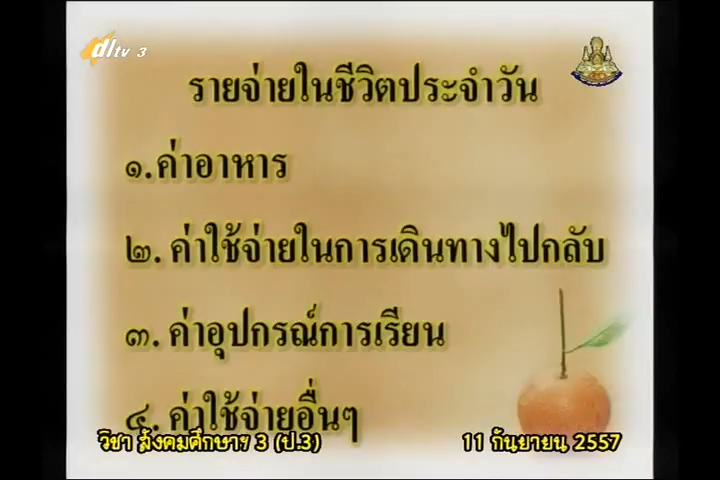 dltv 3
รายจ่ายในชีวิตประจำวัน
๑.ค่าอาหาร
๒. ค่าใช้จ่ายในการเดินทางไปกลับ
๓. ค่าอุปกรณ์การเรียน
๔. ค่าใช้จ่ายอื่นๆ
วิชา สังคมศึกษาฯ 3 (ป.3) 11 กันยายน 2557